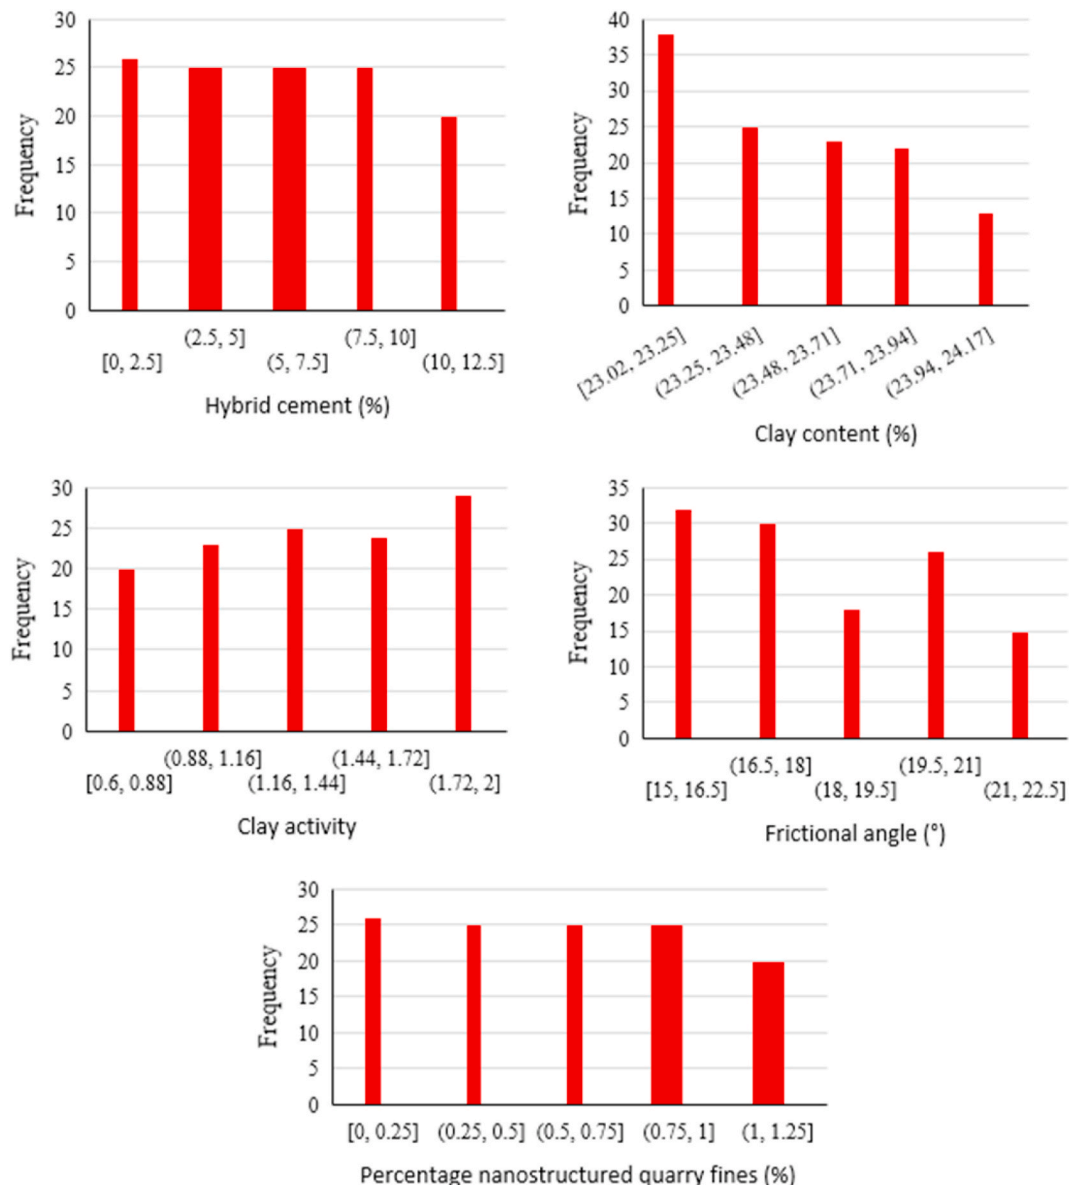 30
25
20
15
10
5
0
Frequency
(2.5, 5] (7.5, 10]
[0, 2.5] (5, 7.5] (10, 12.5]
Hybrid cement (%)
40
35
30
25
20
15
10
5
0
Frequency
[23.02, 23.25] (23.25, 23.48] (23.48, 23.71] (23.71, 23.94] (23.94, 24.17]
Clay content (%)
30
25
20
15
10
5
0
Frequency
(0.88, 1.16] (1.44, 1.72]
[0.6, 0.88] (1.16, 1.44] (1.72, 2]
Clay activity
35
30
25
20
15
10
5
0
Frequency
(16.5, 18] (19.5, 21]
[15, 16.5] (18, 19.5] (21, 22.5]
Frictional angle (°)
30
25
20
15
10
5
0
Frequency
[0, 0.25] (0.25, 0.5] (0.5, 0.75] (0.75, 1] (1, 1.25]
Percentage nanostructured quarry fines (%)